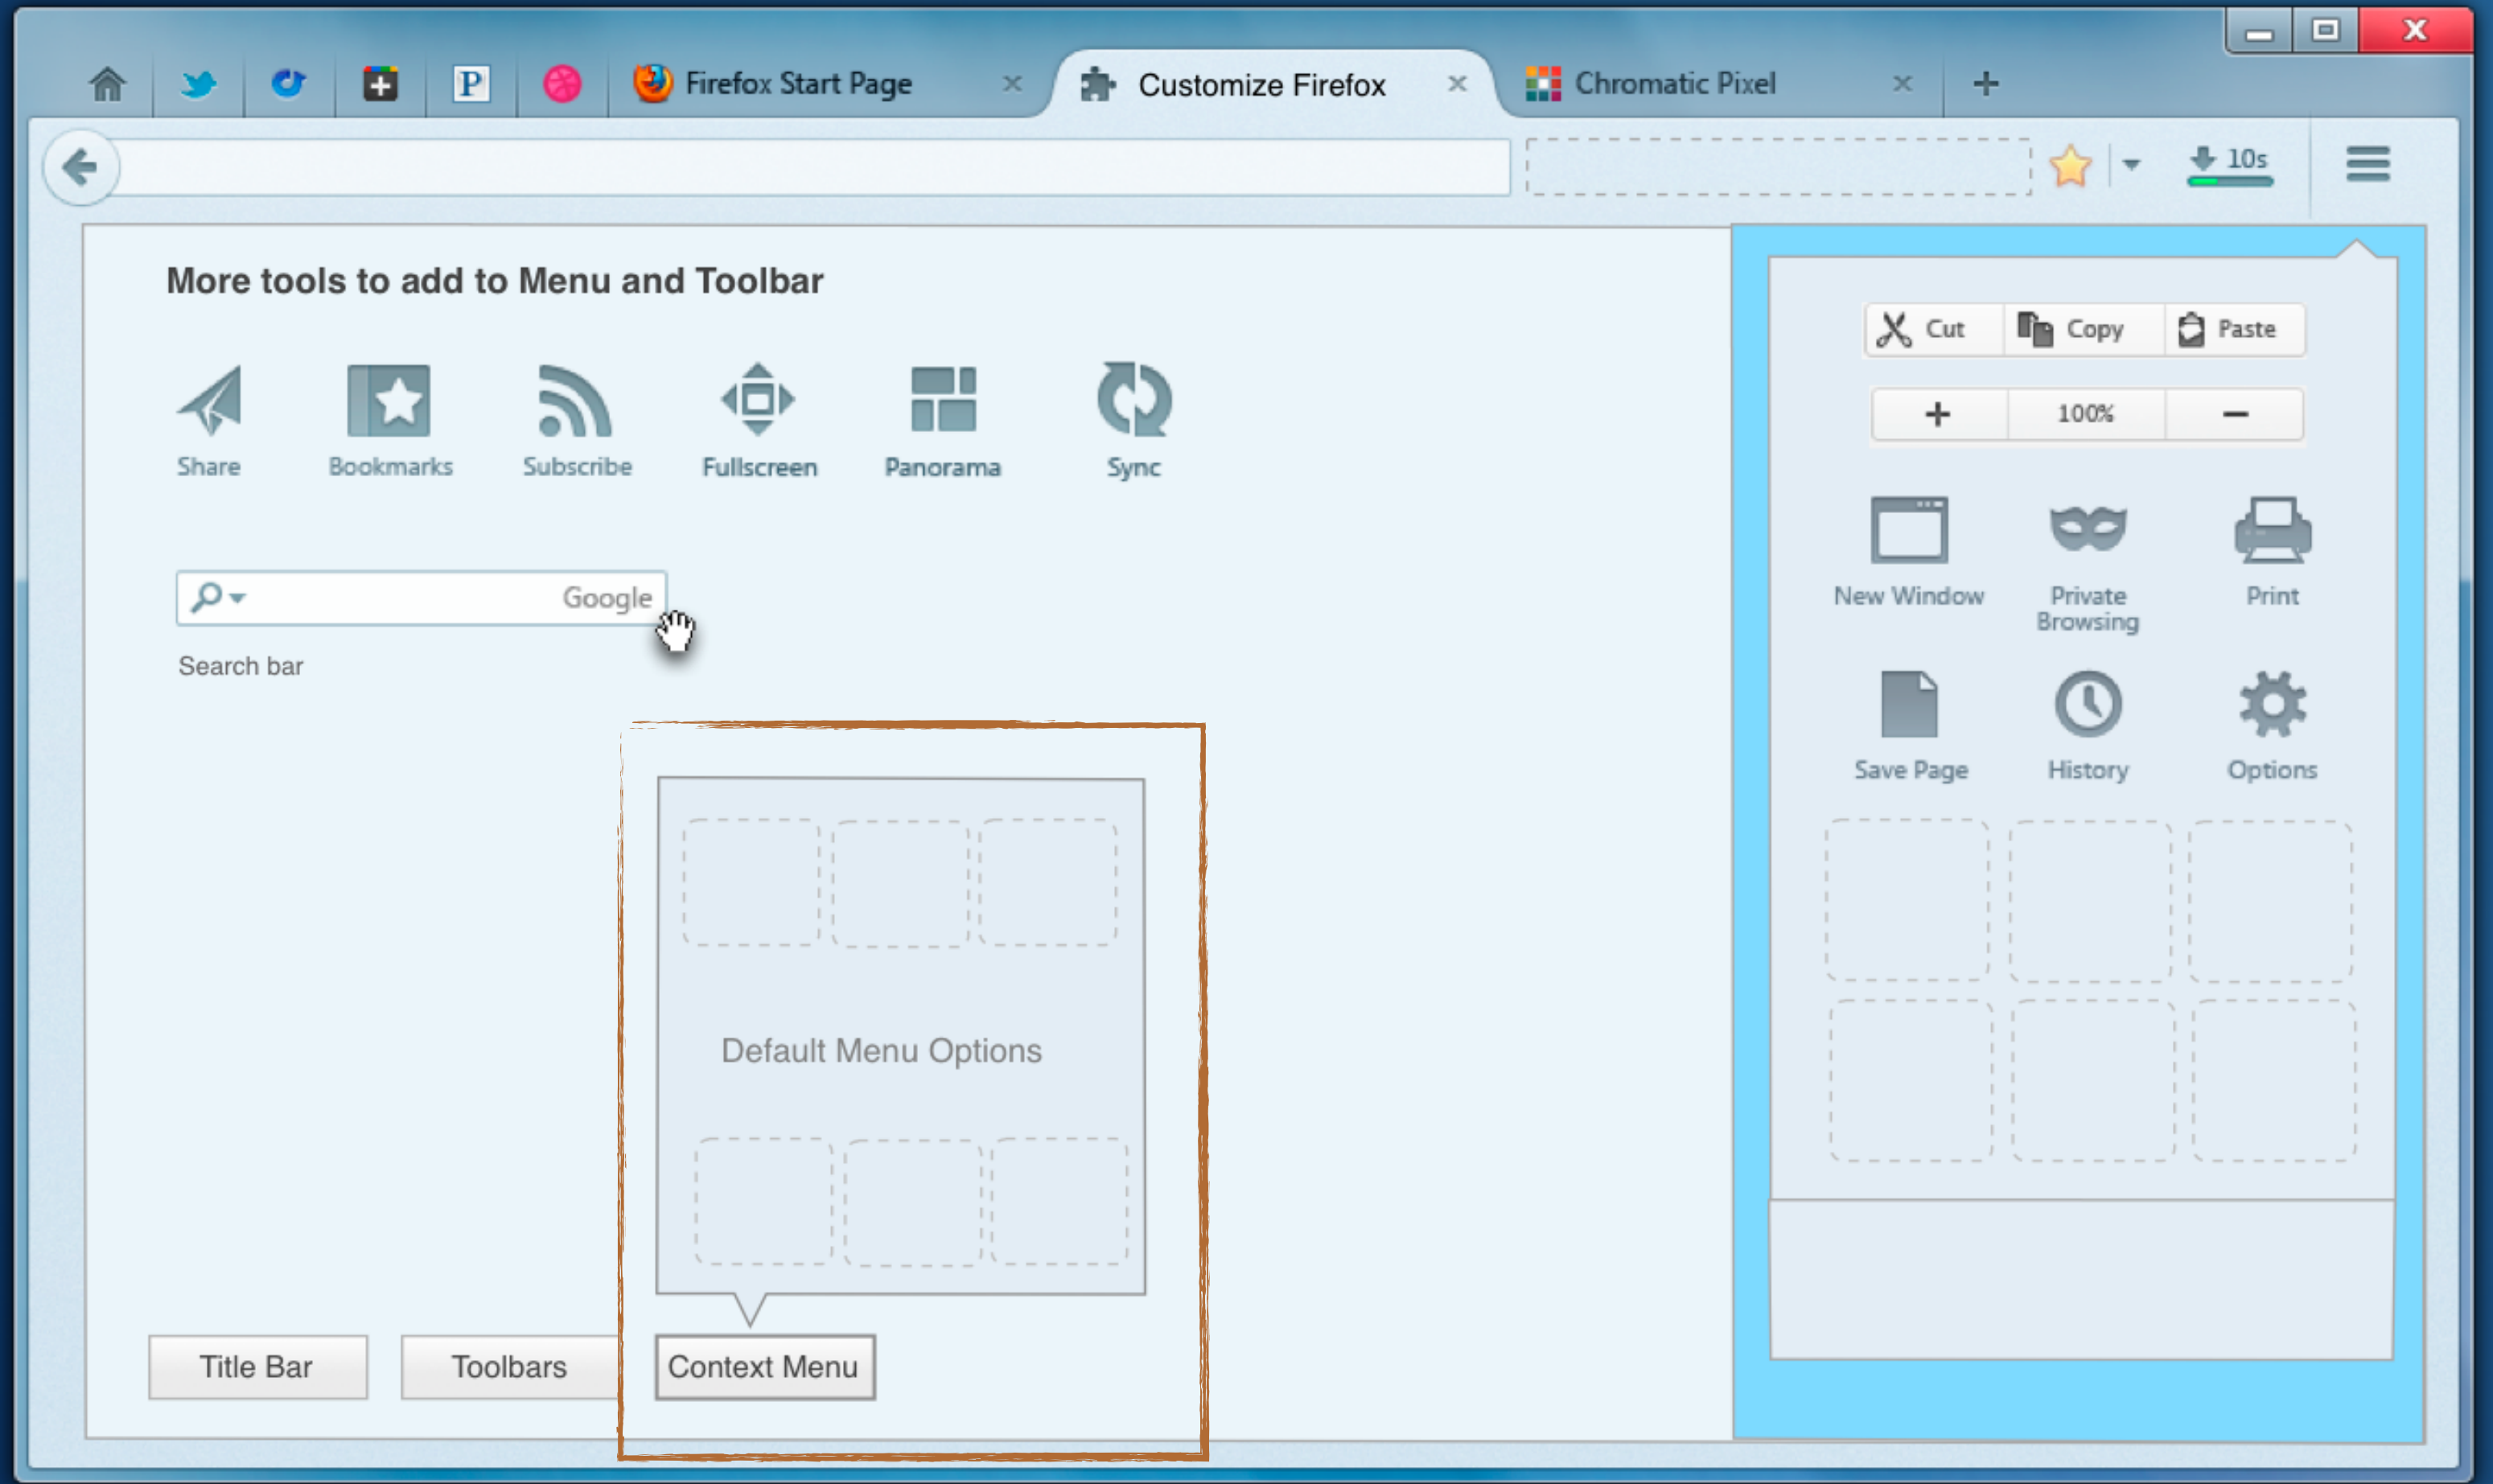 Firefox Start Page
Customize Firefox
Chromatic Pixel
10s
More tools to add to Menu and Toolbar
Share
Bookmarks
Subscribe
Fullscreen
Panorama
Sync
Google
Search bar
Default Menu Options
Title Bar
Toolbars
Context Menu
Cut
Copy
Paste
100%
New Window
Private
Browsing
Print
Save Page
History
Options